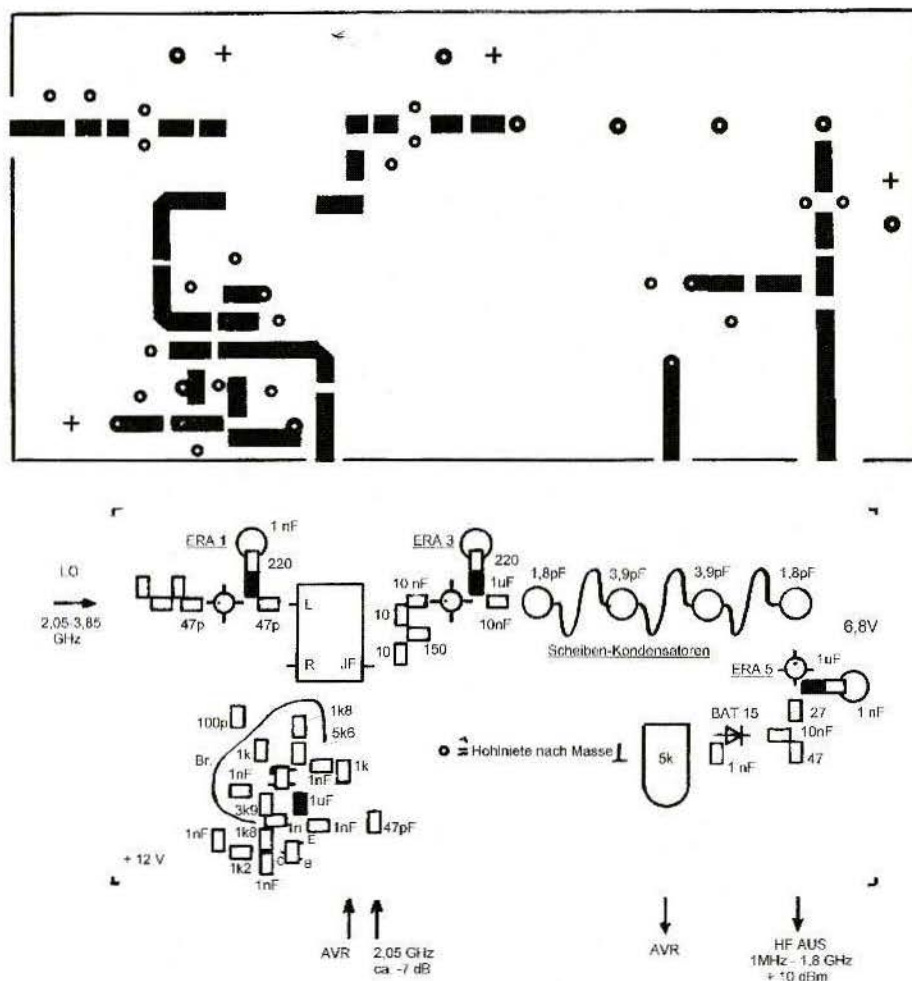 ERA 1
1 nF
220
LO
2,05-3,85
GHz
47p
47p
L
R
JF
ERA 3
220
1uF
10 nF
10nF
10
150
10
1,8pF
3,9pF
3,9pF
1,8pF
Scheiben-Kondensatoren
6,8V
ERA 5
1uF
1 nF
27
10nF
47
BAT 15
1 nF
5k
Hohlniete nach Masse
100p
1k8
5k6
Br.
1k
1nF
1nF
1k
3k9
1uF
1nF
1k8
1n
1nF
47pF
E
C
B
1k2
1nF
+ 12 V
AVR
2,05 GHz
ca. -7 dB
AVR
HF AUS
1MHz - 1,8 GHz
+ 10 dBm